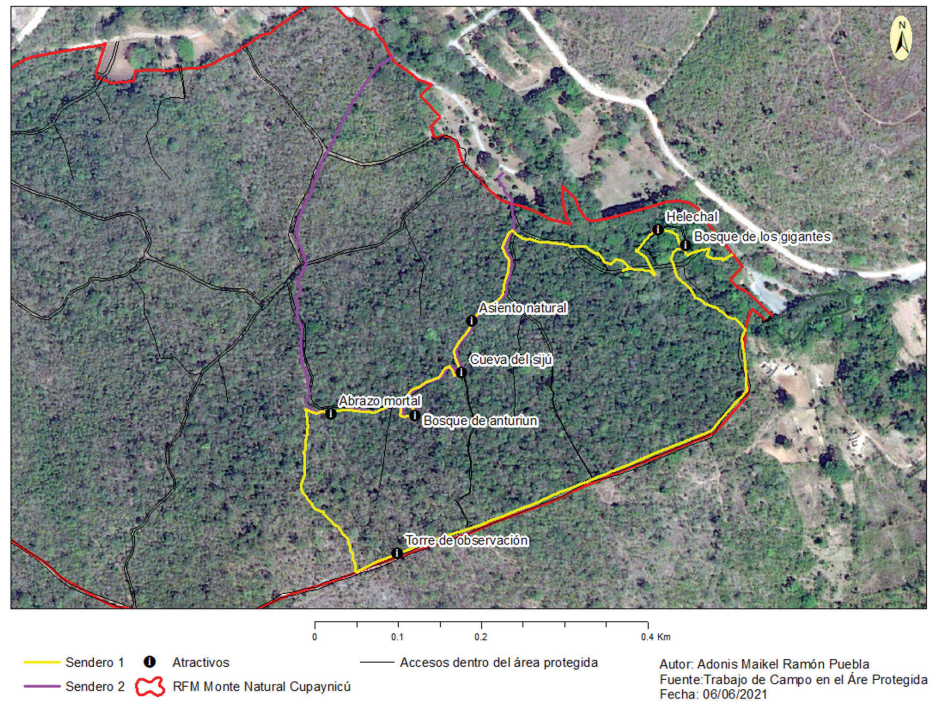 N
Helechal
Bosque de los gigantes
Asiento natural
Cueva del sijú
Abrazo mortal
Bosque de anturiun
Torre de observación
0 0.1 0.2 0.4 Km
Sendero 1 Atractivos Accesos dentro del área protegida
Sendero 2 RFM Monte Natural Cupaynicú
Autor: Adonis Maikel Ramón Puebla
Fuente:Trabajo de Campo en el Áre Protegida
Fecha: 06/06/2021